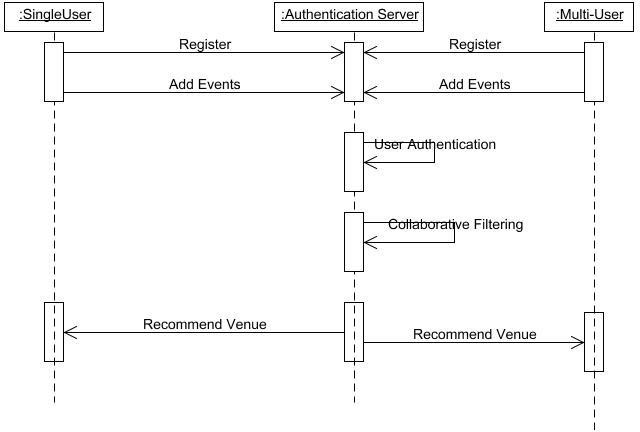 :SingleUser
:Authentication Server
:Multi-User
Register
Register
Add Events
Add Events
User Authentication
Collaborative Filtering
Recommend Venue
Recommend Venue